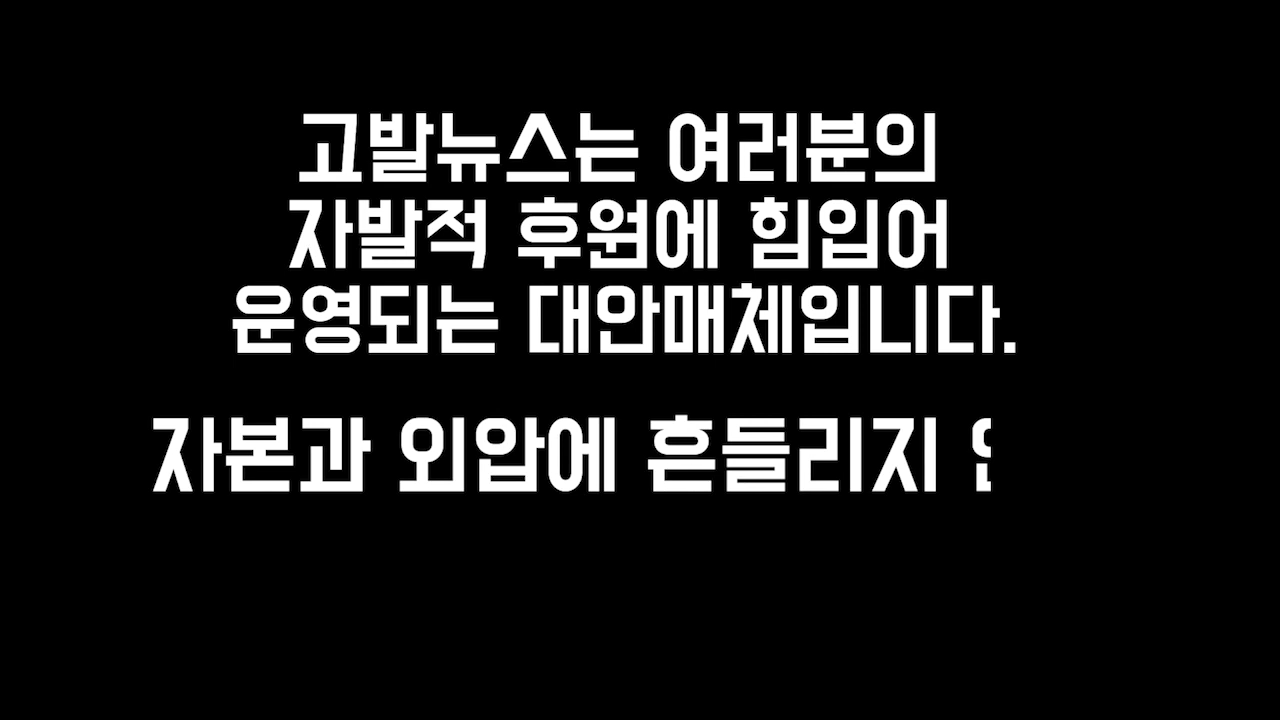 고발뉴스는 여러분의
자발적 후원에 힘입어
운영되는 대안매체입니다.
자본과 외압에 흔들리지